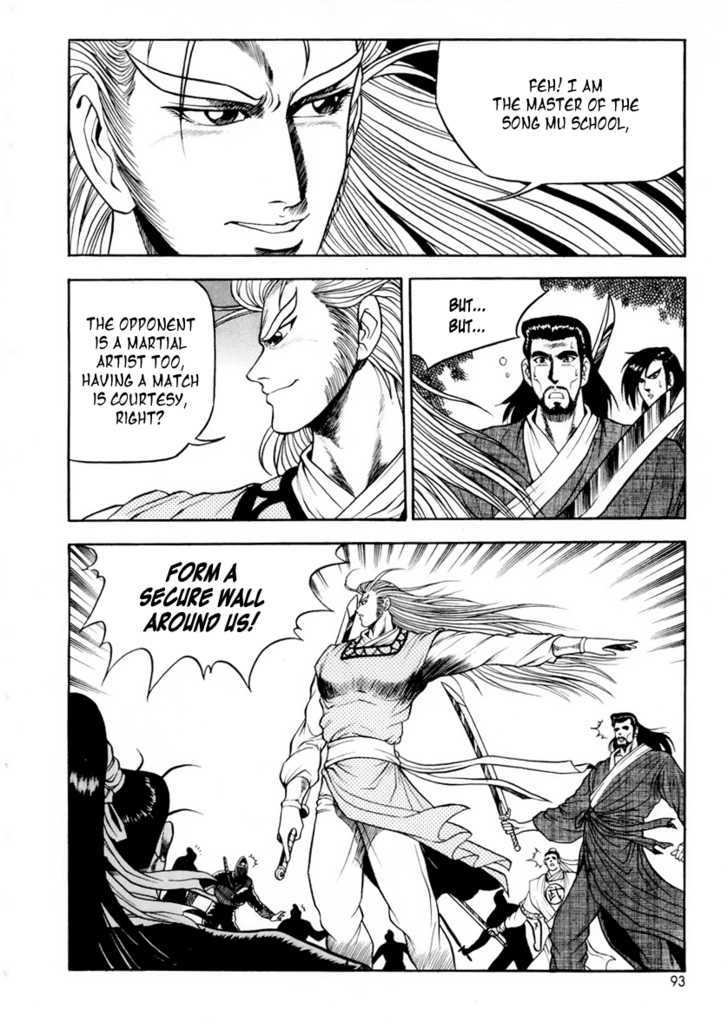 FEH! I AM
THE MASTER OF THE
SONG MU SCHOOL,
THE OPPONENT
IS A MARTIAL
ARTIST TOO,
HAVING A MATCH
IS COURTESY,
RIGHT?
BUT...
BUT...
FORM A
SECURE WALL
AROUND US!
93